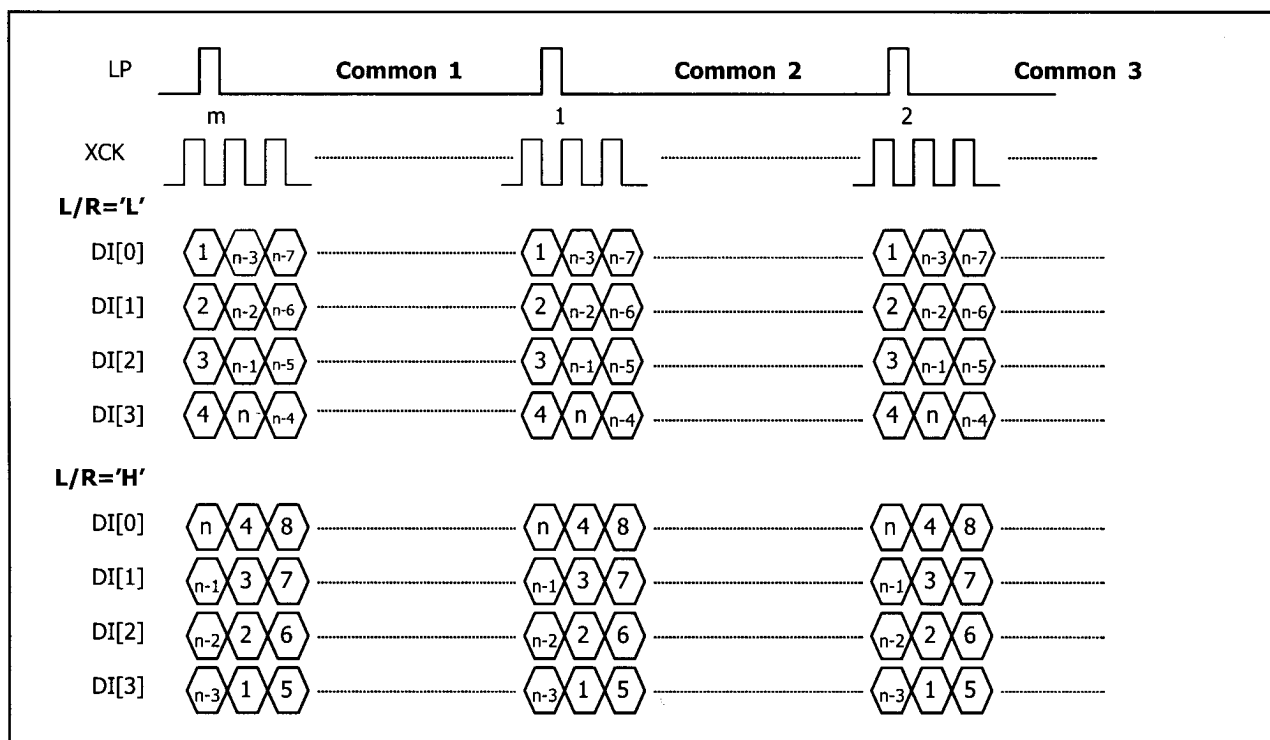 LP Common 1 Common 2 Common 3
m 1 2
XCK
L/R='L'
DI[0] 1 n-3 n-7 1 n-3 n-7 1 n-3 n-7
DI[1] 2 n-2 n-6 2 n-2 n-6 2 n-2 n-6
DI[2] 3 n-1 n-5 3 n-1 n-5 3 n-1 n-5
DI[3] 4 n n-4 4 n n-4 4 n n-4
L/R='H'
DI[0] n 4 8 n 4 8 n 4 8
DI[1] n-1 3 7 n-1 3 7 n-1 3 7
DI[2] n-2 2 6 n-2 2 6 n-2 2 6
DI[3] n-3 1 5 n-3 1 5 n-3 1 5